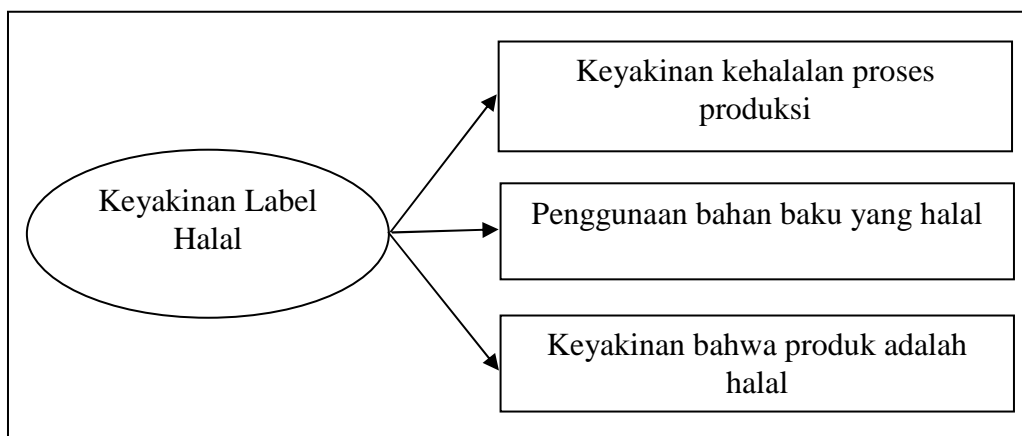 Keyakinan kehalalan proses
produksi
Keyakinan Label
Halal
Penggunaan bahan baku yang halal
Keyakinan bahwa produk adalah
halal